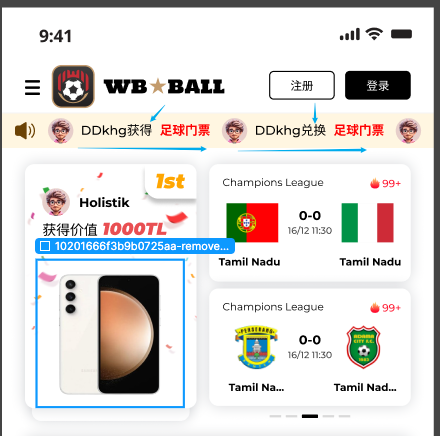 9:41
WB★BALL
注册
登录
DDkhg获得 足球门票
DDkhg兑换 足球门票
1st
Holistik
获得价值 1000TL
10201666f3b9b0725aa-remove...
Champions League
99+
0-0
16/12 11:30
Tamil Nadu
Tamil Nadu
Champions League
99+
PERSERANG
ADAMA
CITY S.C.
0-0
16/12 11:30
Tamil Na...
Tamil Nad...